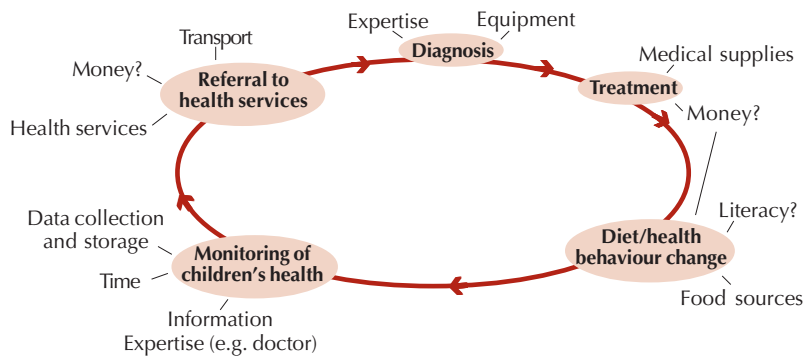 Expertise
Equipment
Diagnosis
Transport
Money?
Referral to
health services
Health services
Medical supplies
Treatment
Money?
Literacy?
Diet/health
behaviour change
Food sources
Data collection
and storage
Monitoring of
children's health
Time
Information
Expertise (e.g. doctor)